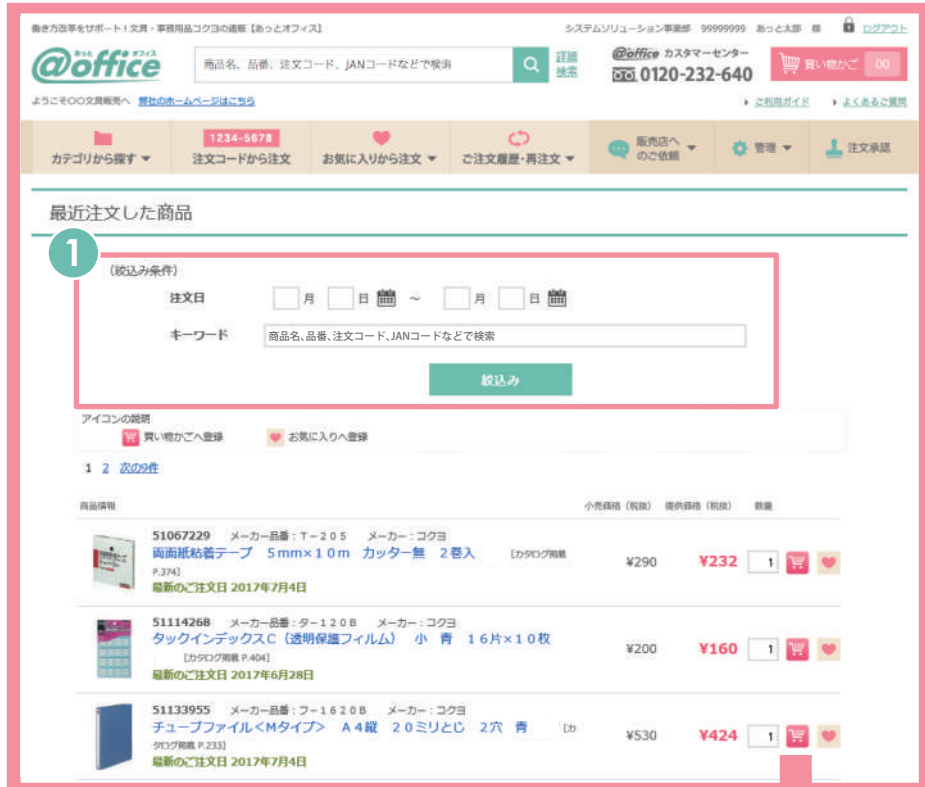 働き方改革をサポート！文具・事務用品コクヨの通販【あっとオフィス】
システムソリューション事業部 99999999 あっと太郎 様 ログアウト
あっと オフィス
@office
商品名、品番、注文コード、JANコードなどで検索
詳細検索
@office カスタマーセンター
0120-232-640
買い物かご 00
ようこそ〇〇文具販売へ 弊社のホームページはこちら
ご利用ガイド よくあるご質問
カテゴリから探す
1234-5678
注文コードから注文
お気に入りから注文
ご注文履歴・再注文
販売店へ
のご依頼
管理
注文承認
最近注文した商品
1
（絞込み条件）
注文日 月 日 ～ 月 日
キーワード 商品名、品番、注文コード、JANコードなどで検索
絞込み
アイコンの説明
買い物かごへ登録 お気に入りへ登録
1 2 次の9件
商品情報 小売価格（税抜） 提供価格（税抜） 数量
51067229 メーカー品番：Ｔ－２０５ メーカー：コクヨ
両面紙粘着テープ ５ｍｍ×１０ｍ カッター無 ２巻入 [カタログ掲載
P.374]
¥290 ¥232 1
最新のご注文日 2017年7月4日
51114268 メーカー品番：タ－１２０Ｂ メーカー：コクヨ
タックインデックスＣ（透明保護フィルム） 小 青 １６片×１０枚
[カタログ掲載 P.404]
¥200 ¥160 1
最新のご注文日 2017年6月28日
51133955 メーカー品番：フ－１６２０Ｂ メーカー：コクヨ
チューブファイル＜Ｍタイプ＞ Ａ４縦 ２０ミリとじ ２穴 青 [カ
タログ掲載 P.233]
¥530 ¥424 1
最新のご注文日 2017年7月4日